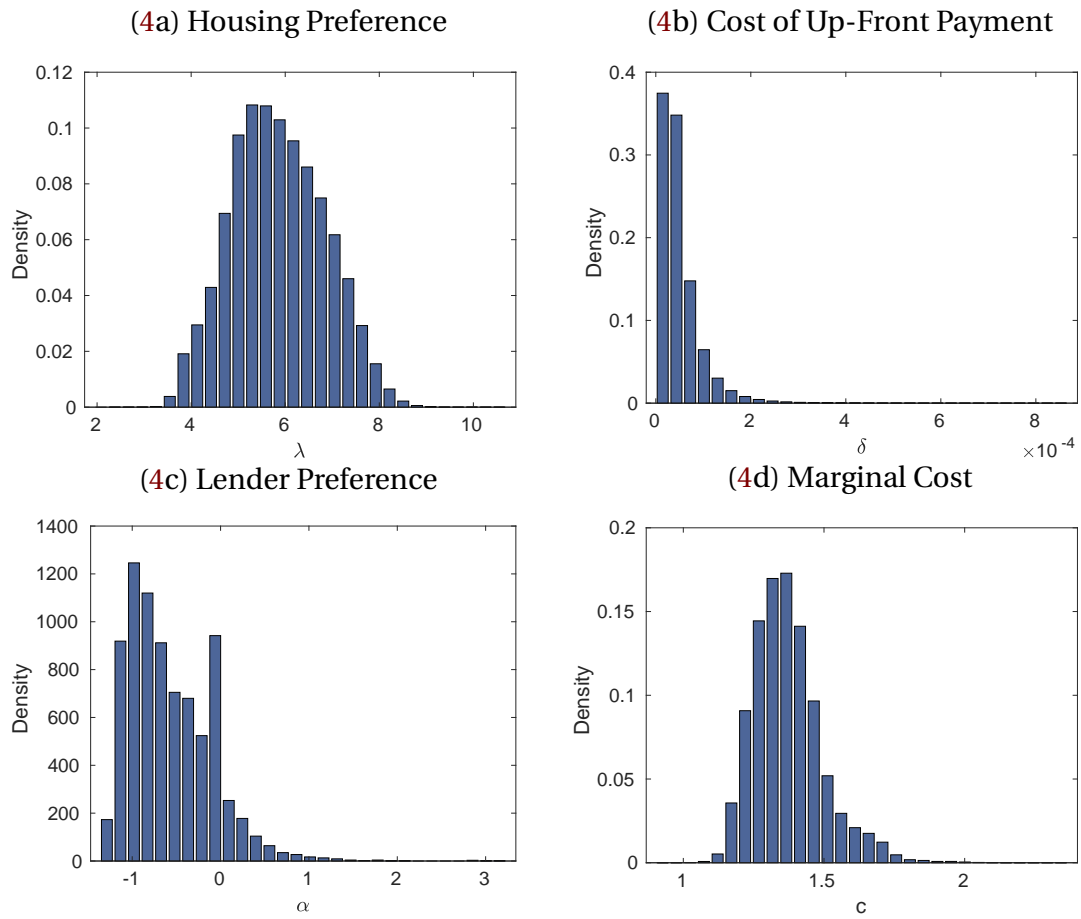 (4a) Housing Preference
0.12
0.1
0.08
0.06
0.04
0.02
0
Density
2 4 6 8 10
λ
(4b) Cost of Up-Front Payment
0.4
0.3
0.2
0.1
0
Density
0 2 4 6 8
×10⁻⁴
δ
(4c) Lender Preference
1400
1200
1000
800
600
400
200
0
Density
-1 0 1 2 3
α
(4d) Marginal Cost
0.2
0.15
0.1
0.05
0
Density
1 1.5 2
c